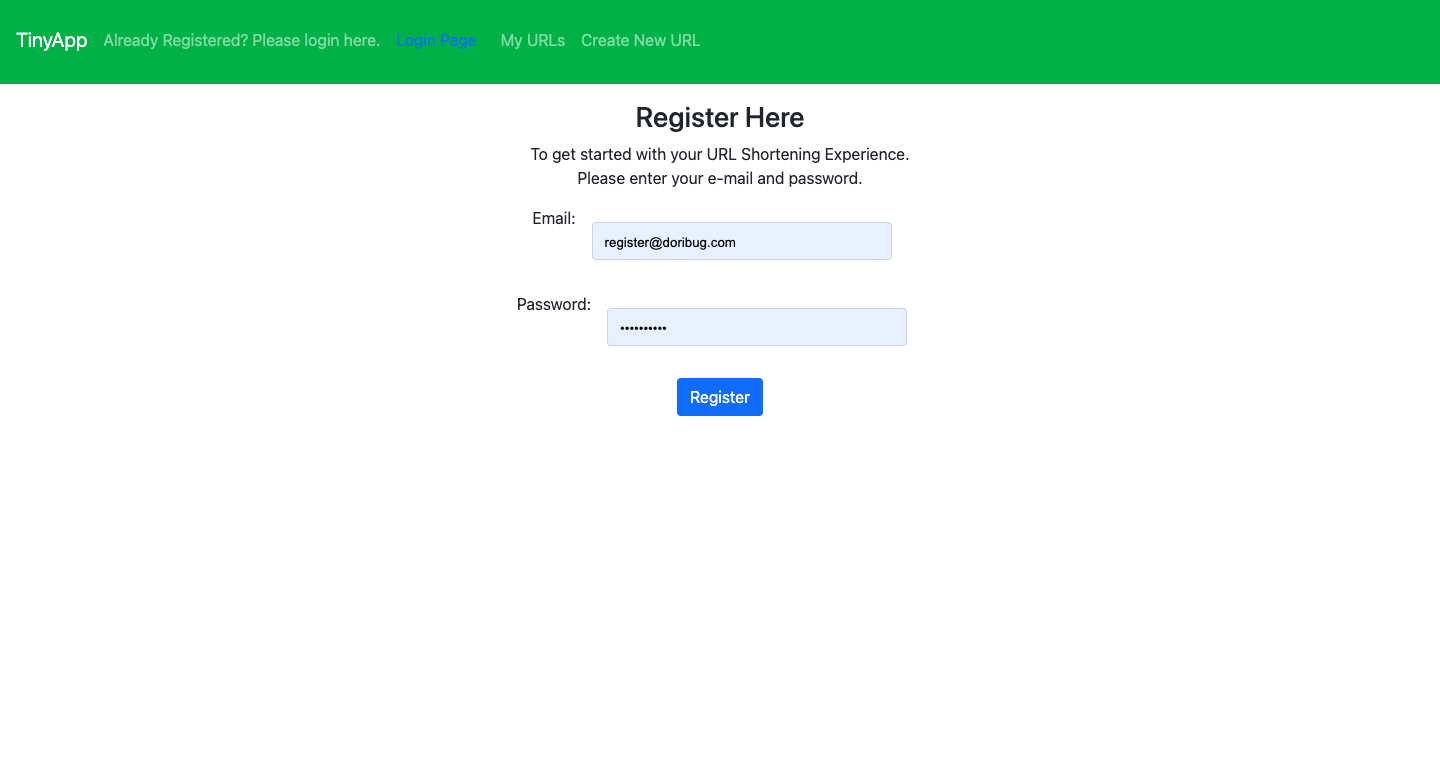 TinyApp Already Registered? Please login here. Login Page My URLs Create New URL
Register Here
To get started with your URL Shortening Experience.
Please enter your e-mail and password.
Email:
register@doribug.com
Password:
••••••••••
Register